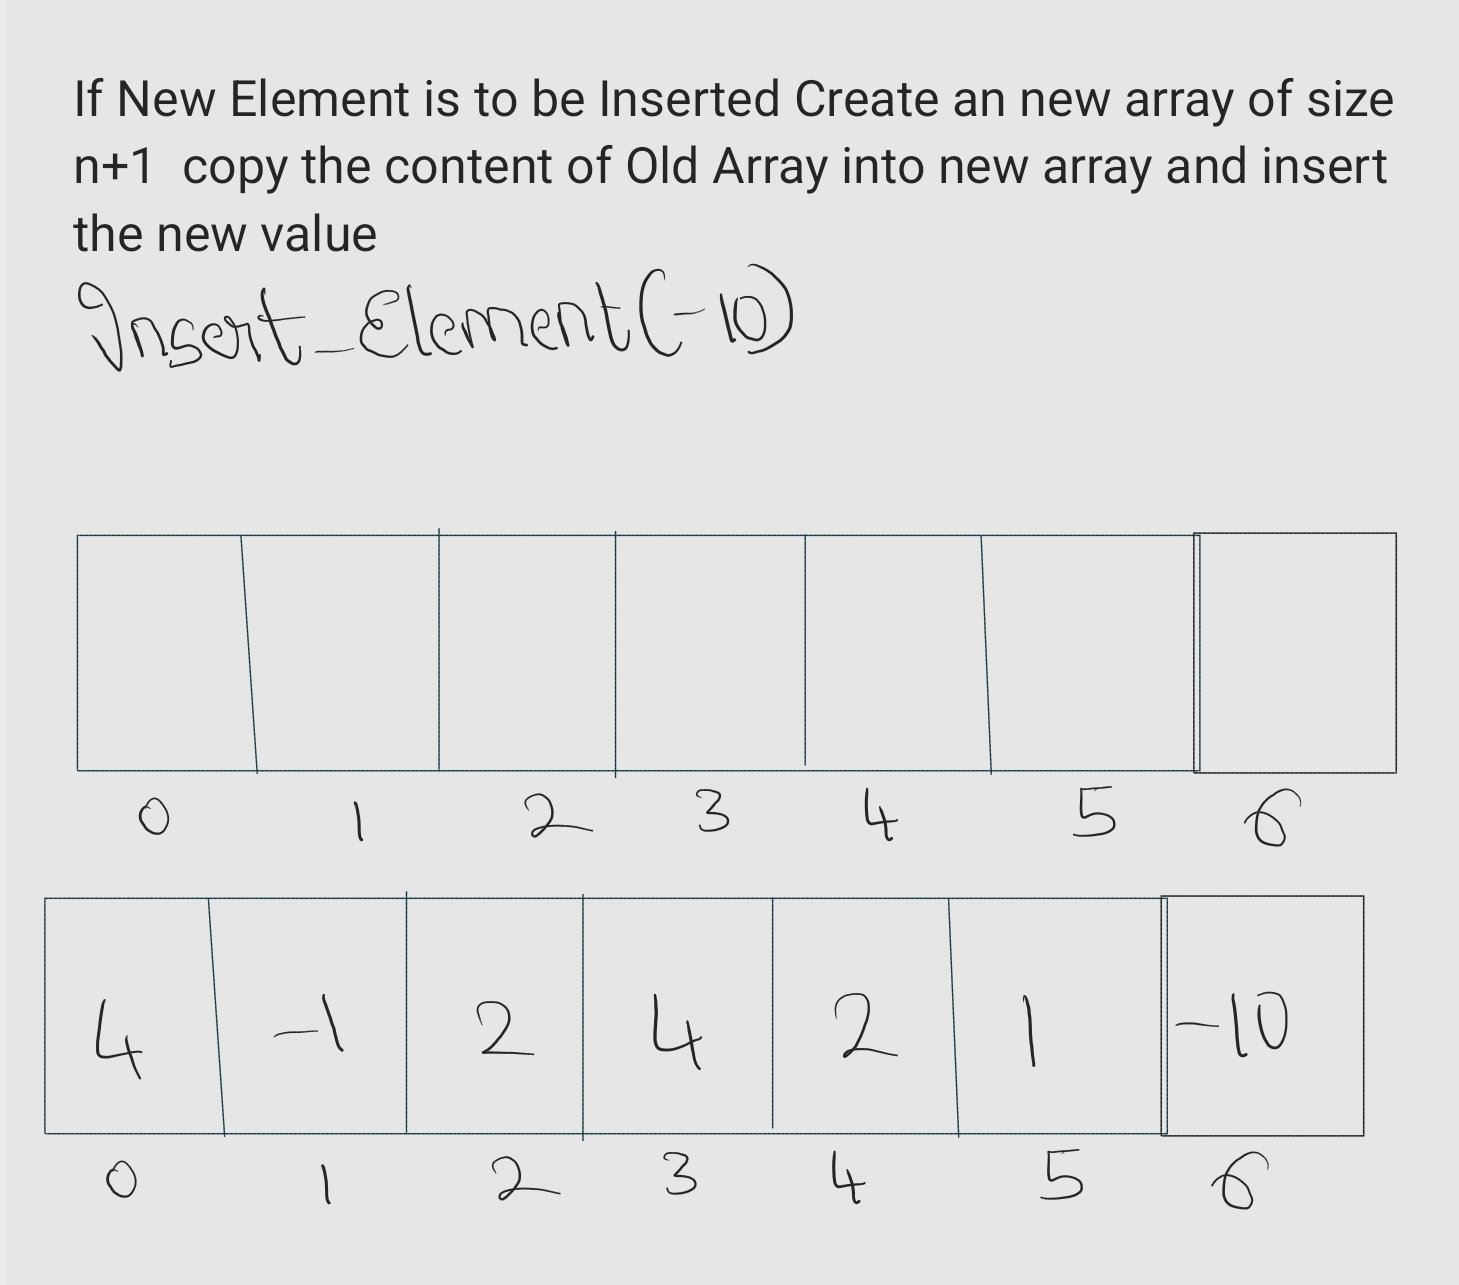 If New Element is to be Inserted Create an new array of size
n+1 copy the content of Old Array into new array and insert
the new value
Insert_Element(-10)
0 1 2 3 4 5 6
4 -1 2 4 2 1 -10
0 1 2 3 4 5 6